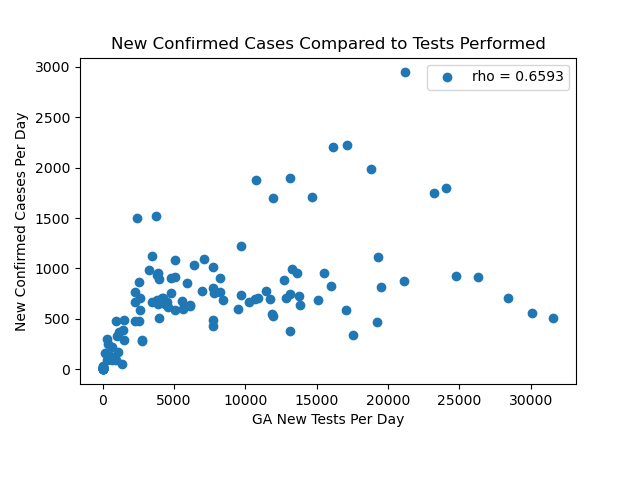 New Confirmed Cases Compared to Tests Performed
rho = 0.6593
3000
2500
2000
1500
1000
500
0
New Confirmed Caeses Per Day
0 5000 10000 15000 20000 25000 30000
GA New Tests Per Day